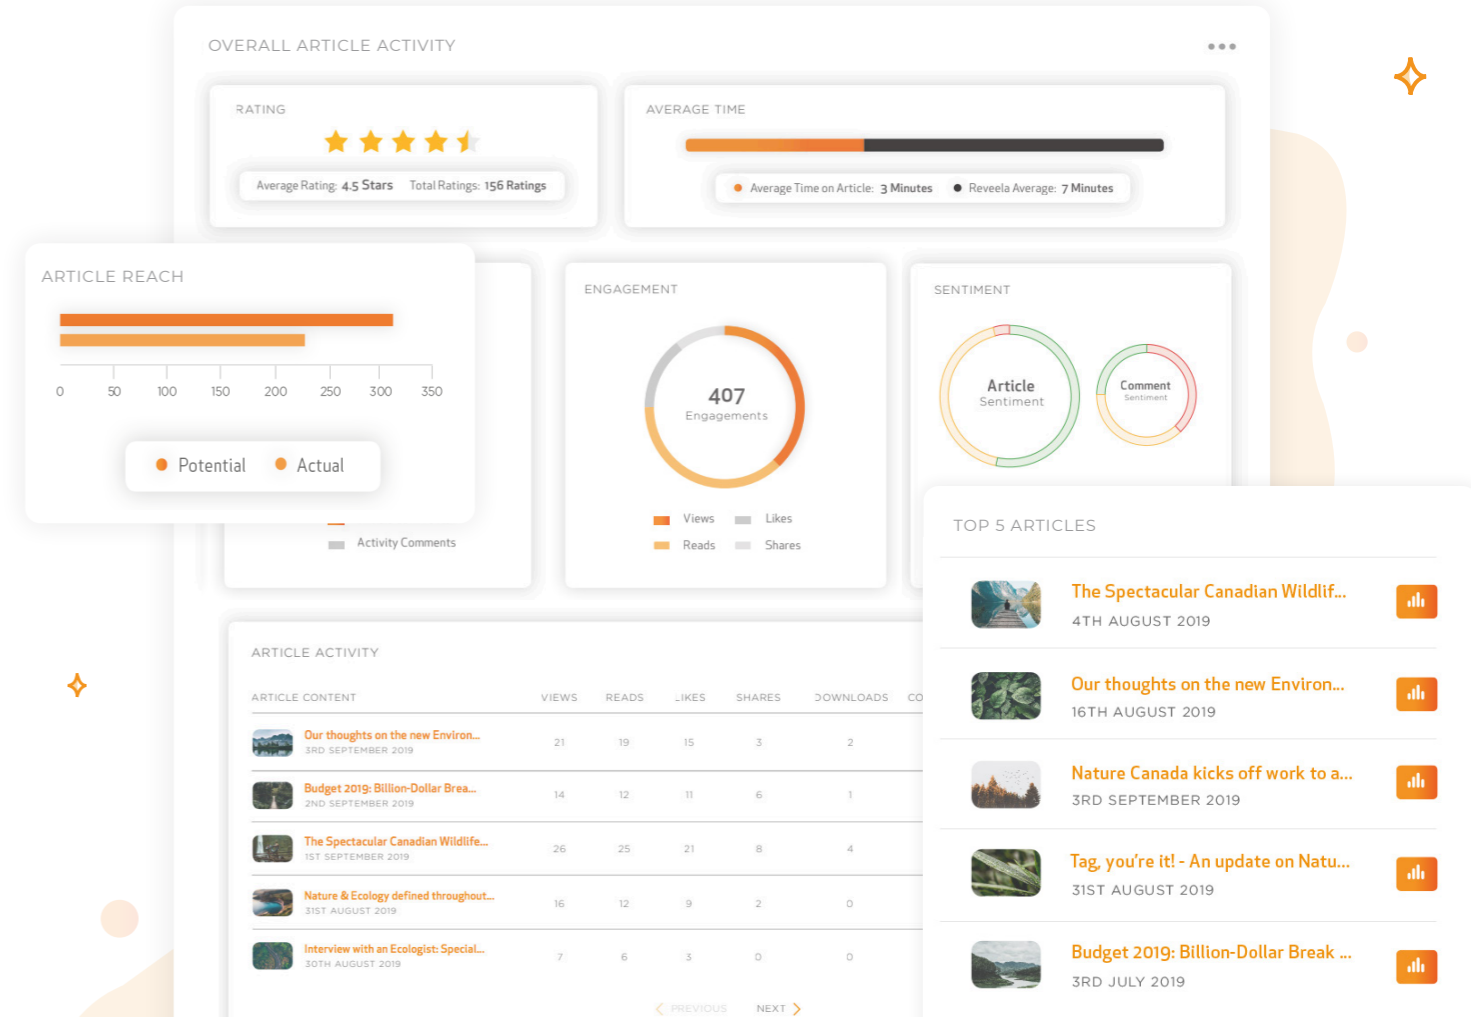 OVERALL ARTICLE ACTIVITY
RATING
Average Rating: 4.5 Stars Total Ratings: 156 Ratings
AVERAGE TIME
Average Time on Article: 3 Minutes Reveela Average: 7 Minutes
ARTICLE REACH
0 50 100 150 200 250 300 350
Potential Actual
Activity Comments
ENGAGEMENT
407
Engagements
Views Likes
Reads Shares
SENTIMENT
Article
Sentiment
Comment
Sentiment
TOP 5 ARTICLES
The Spectacular Canadian Wildlif...
4TH AUGUST 2019
Our thoughts on the new Environ...
16TH AUGUST 2019
Nature Canada kicks off work to a...
3RD SEPTEMBER 2019
Tag, you're it! - An update on Natu...
31ST AUGUST 2019
Budget 2019: Billion-Dollar Break ...
3RD JULY 2019
ARTICLE ACTIVITY
ARTICLE CONTENT VIEWS READS LIKES SHARES DOWNLOADS CO
Our thoughts on the new Environ... 21 19 15 3 2
3RD SEPTEMBER 2019
Budget 2019: Billion-Dollar Brea... 14 12 11 6 1
2ND SEPTEMBER 2019
The Spectacular Canadian Wildlife... 26 25 21 8 4
1ST SEPTEMBER 2019
Nature & Ecology defined throughout... 16 12 9 2 0
31ST AUGUST 2019
Interview with an Ecologist: Special... 7 6 3 0 0
30TH AUGUST 2019
PREVIOUS NEXT